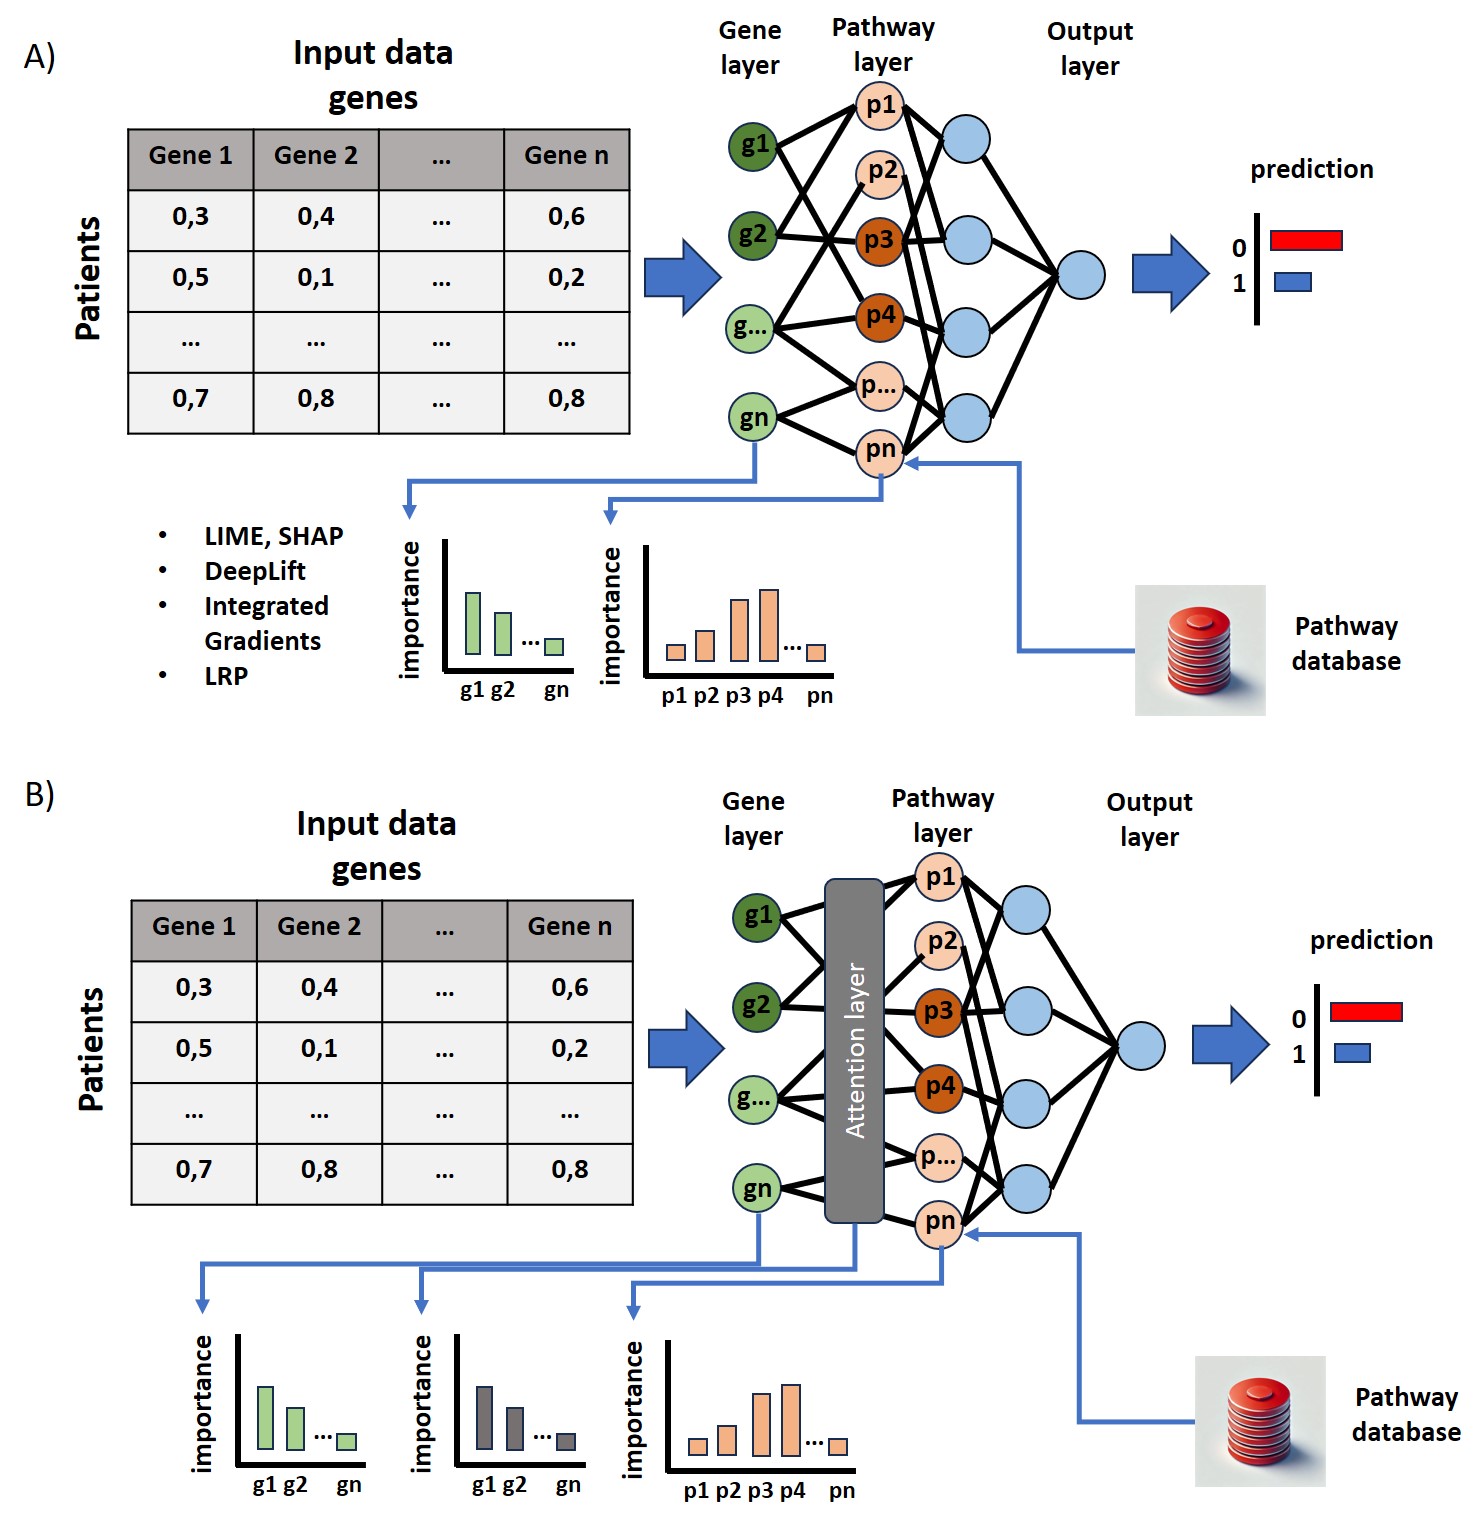 A)
Input data
genes
Gene 1 Gene 2 ... Gene n
0,3 0,4 ... 0,6
0,5 0,1 ... 0,2
... ... ... ...
0,7 0,8 ... 0,8
Patients
Gene
layer
Pathway
layer
Output
layer
g1
g2
g...
gn
p1
p2
p3
p4
p...
pn
prediction
0
1
• LIME, SHAP
• DeepLift
• Integrated
Gradients
• LRP
importance
...
g1 g2 gn
importance
...
p1 p2 p3 p4 pn
Pathway
database
B)
Input data
genes
Gene 1 Gene 2 ... Gene n
0,3 0,4 ... 0,6
0,5 0,1 ... 0,2
... ... ... ...
0,7 0,8 ... 0,8
Patients
Gene
layer
Pathway
layer
Output
layer
g1
g2
g...
gn
Attention layer
p1
p2
p3
p4
p...
pn
prediction
0
1
importance
...
g1 g2 gn
importance
...
g1 g2 gn
importance
...
p1 p2 p3 p4 pn
Pathway
database